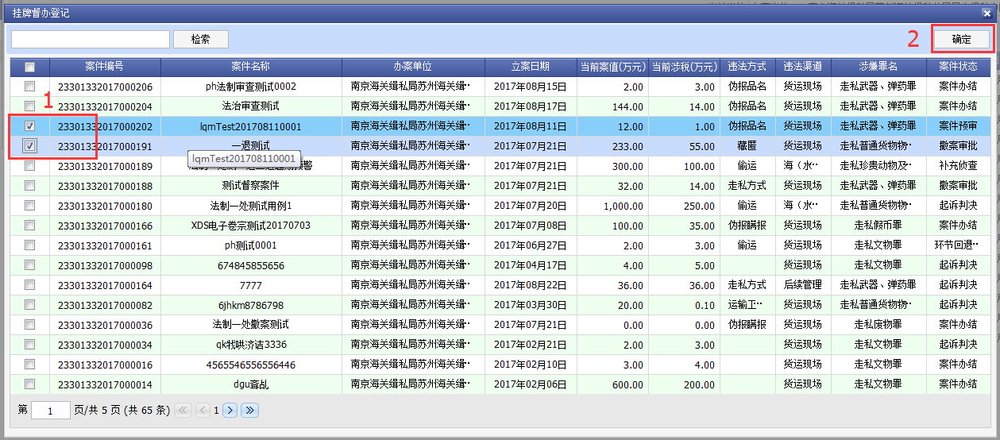 挂牌督办登记
检索 2 确定
案件编号 案件名称 办案单位 立案日期 当前案值(万元) 当前涉税(万元) 违法方式 违法渠道 涉嫌罪名 案件状态
23301332017000206 ph法制审查测试0002 南京海关缉私局苏州海关缉·· 2017年08月15日 2.00 3.00 伪报品名 货运现场 走私武器、弹药罪 案件办结
1
23301332017000204 法治审查测试 南京海关缉私局苏州海关缉·· 2017年08月17日 144.00 14.00 伪报品名 货运现场 走私武器、弹药罪 案件办结
23301332017000202 lqmTest201708110001 南京海关缉私局苏州海关缉·· 2017年08月11日 12.00 1.00 伪报品名 货运现场 走私武器、弹药罪 案件预审
23301332017000191 一退测试 南京海关缉私局苏州海关缉·· 2017年07月21日 233.00 55.00 藏匿 货运现场 走私普通货物物·· 撤案审批
lqmTest201708110001
23301332017000189 南京海关缉私局苏州海关缉·· 2017年07月21日 300.00 100.00 偷运 海（水·· 走私珍贵动物及·· 补充侦查
23301332017000188 测试督察案件 南京海关缉私局苏州海关缉·· 2017年07月21日 32.00 14.00 走私方式 货运现场 走私武器、弹药罪 撤案审批
23301332017000180 法制一处测试用例1 南京海关缉私局苏州海关缉·· 2017年07月20日 1,000.00 250.00 偷运 海（水·· 走私普通货物物·· 起诉判决
23301332017000166 XDS电子卷宗测试20170703 南京海关缉私局苏州海关缉·· 2017年07月08日 100.00 35.00 伪报瞒报 货运现场 走私假币罪 案件办结
23301332017000161 ph测试0001 南京海关缉私局苏州海关缉·· 2017年06月27日 2.00 3.00 偷运 货运现场 走私文物罪 环节回退··
23301332017000098 674845855656 南京海关缉私局苏州海关缉·· 2017年04月17日 4.00 5.00 货运现场 走私文物罪 起诉判决
23301332017000164 7777 南京海关缉私局苏州海关缉·· 2017年08月22日 36.00 36.00 走私方式 后续管理 走私武器、弹药罪 起诉判决
23301332017000082 6jhkm8786798 南京海关缉私局苏州海关缉·· 2017年03月30日 20.00 0.10 运输工·· 货运现场 走私普通货物物·· 起诉判决
23301332017000036 法制一处撤案测试 南京海关缉私局苏州海关缉·· 2017年07月21日 0.00 0.00 伪报瞒报 货运现场 走私废物罪 案件办结
23301332017000034 qk牧哄济诘3336 南京海关缉私局苏州海关缉·· 2017年02月21日 2.00 3.00 货运现场 走私文物罪 起诉判决
23301332017000016 4565546556556446 南京海关缉私局苏州海关缉·· 2017年02月10日 3.00 4.00 货运现场 走私文物罪 案件办结
23301332017000014 南京海关缉私局苏州海关缉·· 2017年02月06日 600.00 200.00 货运现场 走私文物罪 案件办结
第 1 页/共 5 页 (共 65 条) 1